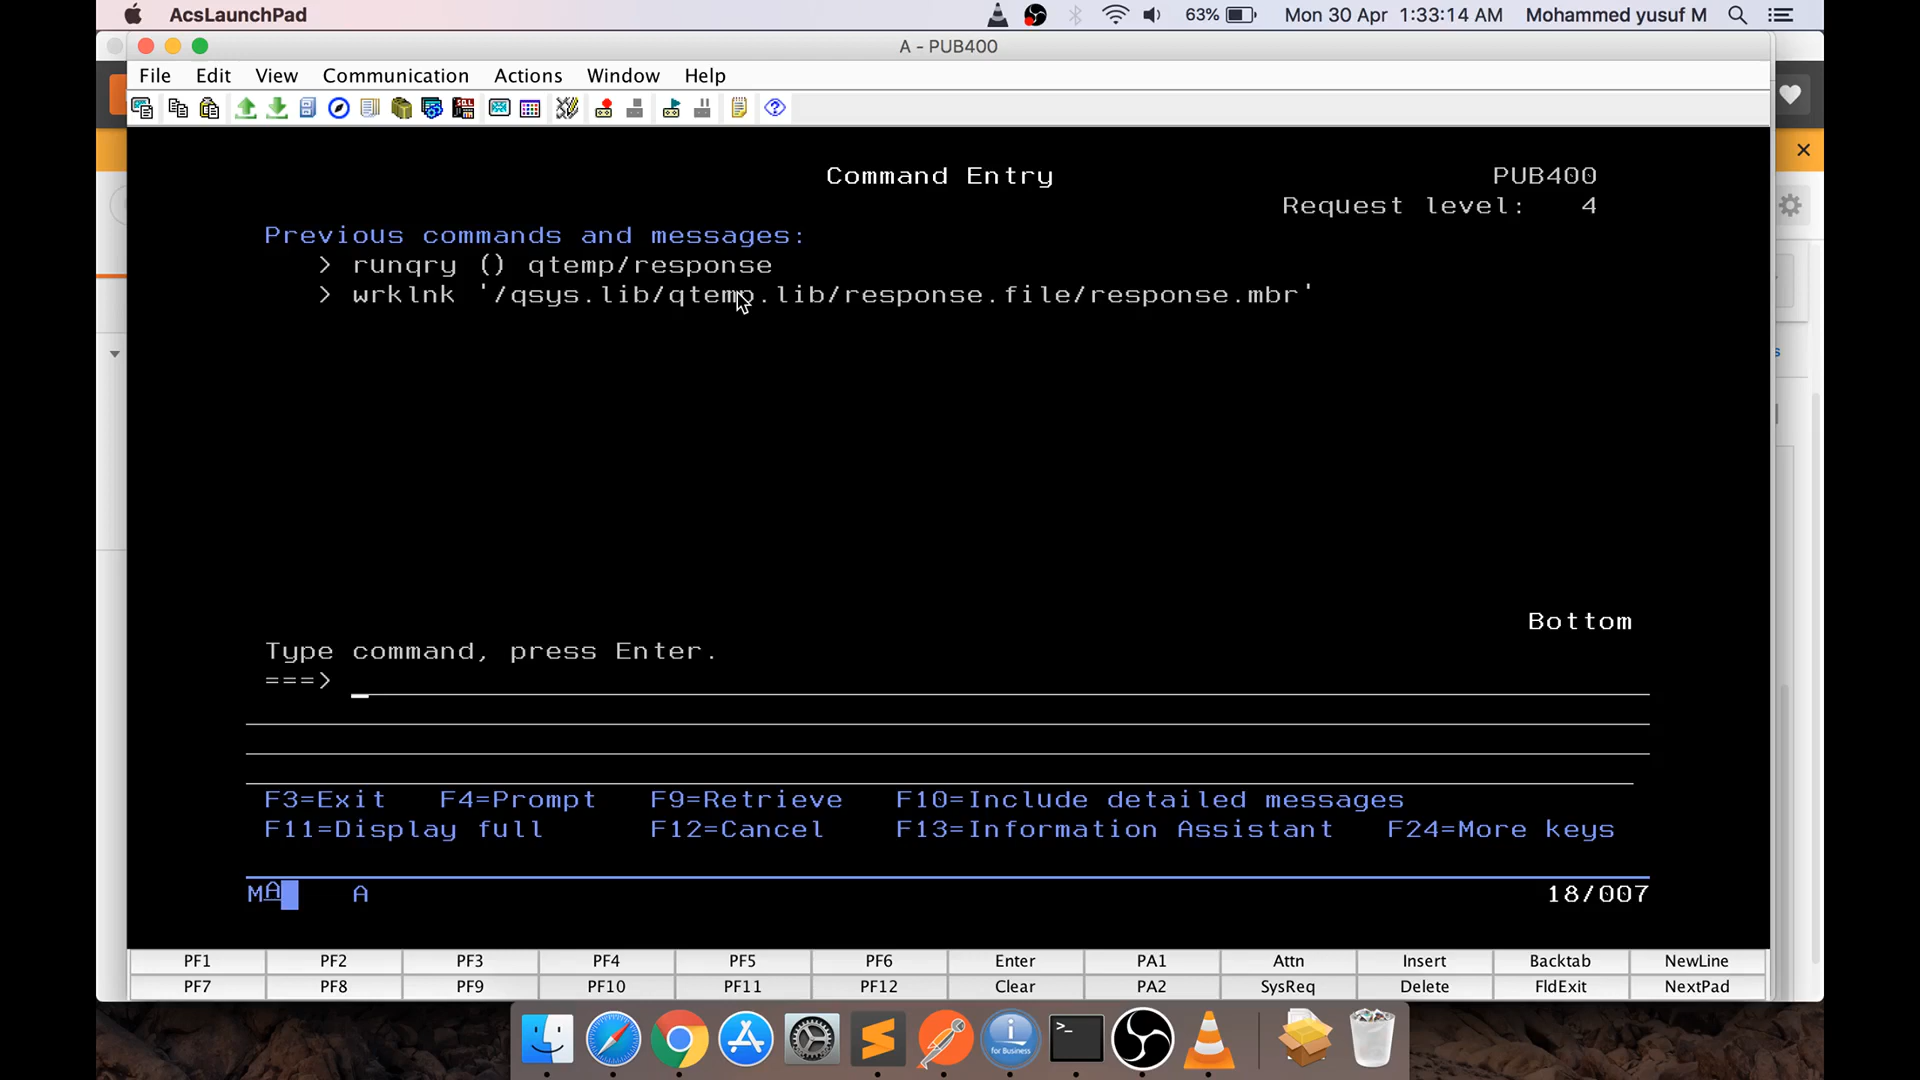 AcsLaunchPad
63%
Mon 30 Apr 1:33:14 AM
Mohammed yusuf M
A - PUB400
File Edit View Communication Actions Window Help
Command Entry PUB400
Request level: 4
Previous commands and messages:
> runqry () qtemp/response
> wrklnk '/qsys.lib/qtemp.lib/response.file/response.mbr'
Bottom
Type command, press Enter.
===>
F3=Exit F4=Prompt F9=Retrieve F10=Include detailed messages
F11=Display full F12=Cancel F13=Information Assistant F24=More keys
MA A 18/007
PF1 PF2 PF3 PF4 PF5 PF6 Enter PA1 Attn Insert Backtab NewLine
PF7 PF8 PF9 PF10 PF11 PF12 Clear PA2 SysReq Delete FldExit NextPad
for Business